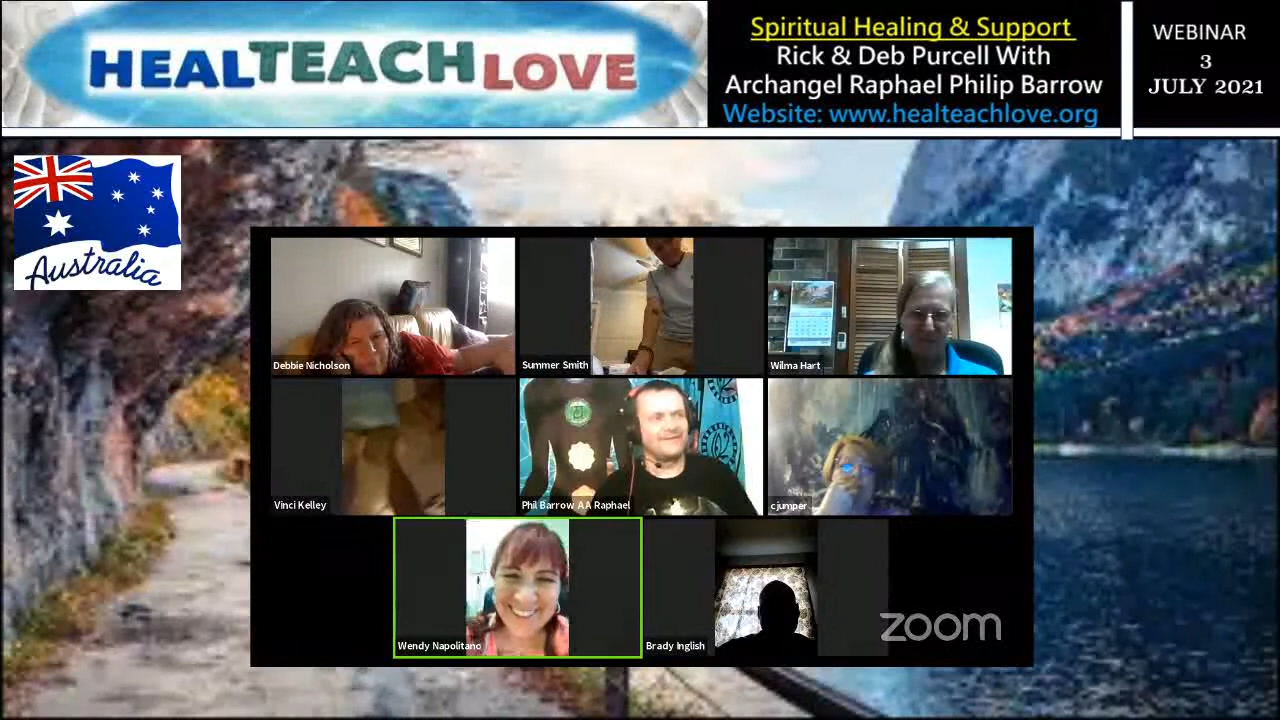 HEALTEACHLOVE
Spiritual Healing & Support
Rick & Deb Purcell With
Archangel Raphael Philip Barrow
Website: www.healteachlove.org
WEBINAR
3
JULY 2021
Australia
Debbie Nicholson
Summer Smith
Wilma Hart
Vinci Kelley
Phil Barrow AA Raphael
cjumper
Wendy Napolitano
Brady Inglish
zoom